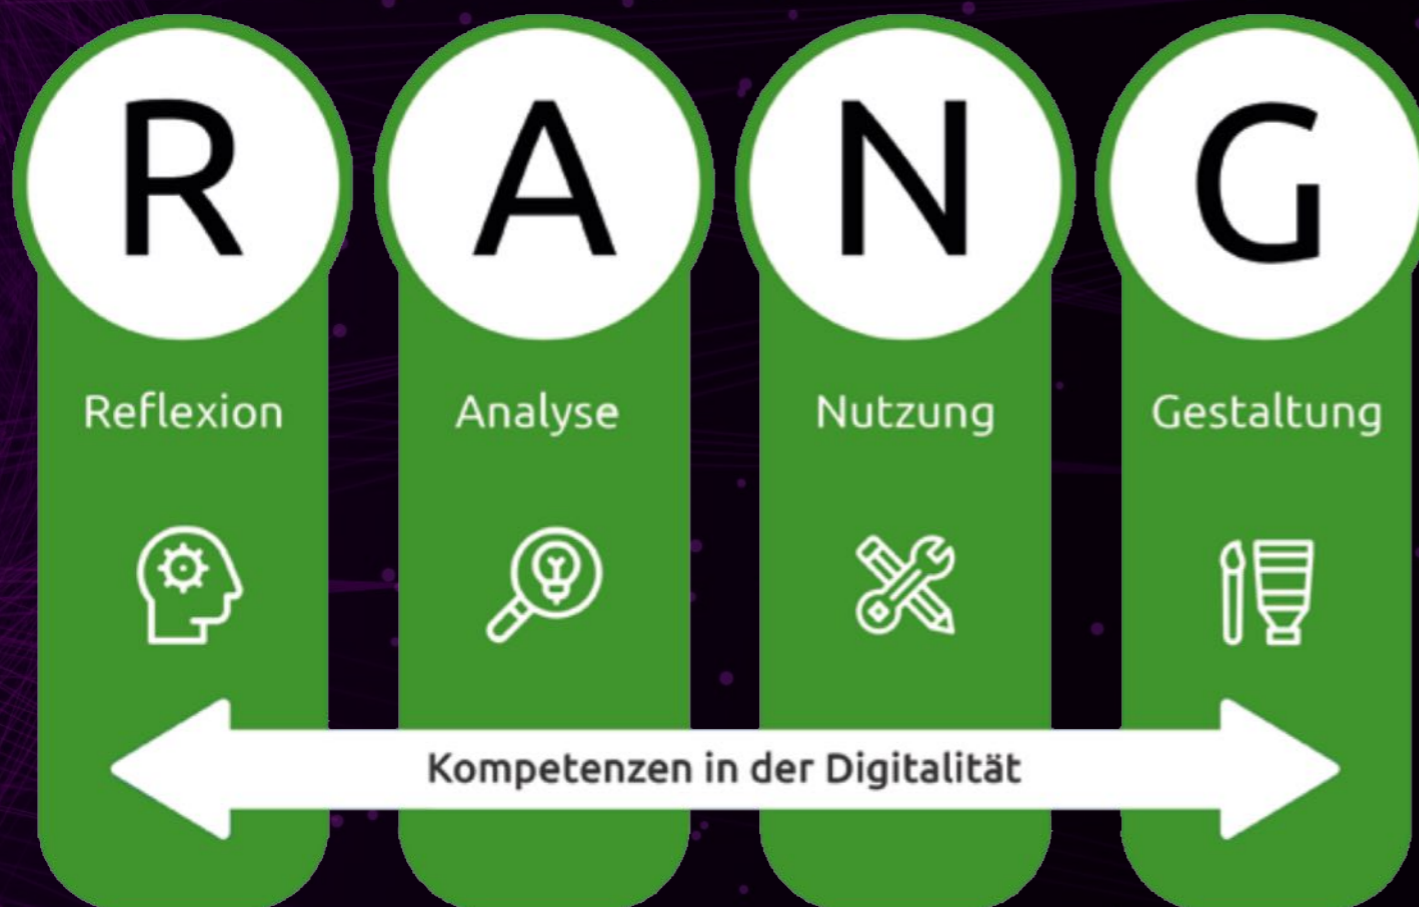 R A N G
Reflexion Analyse Nutzung Gestaltung
Kompetenzen in der Digitalität